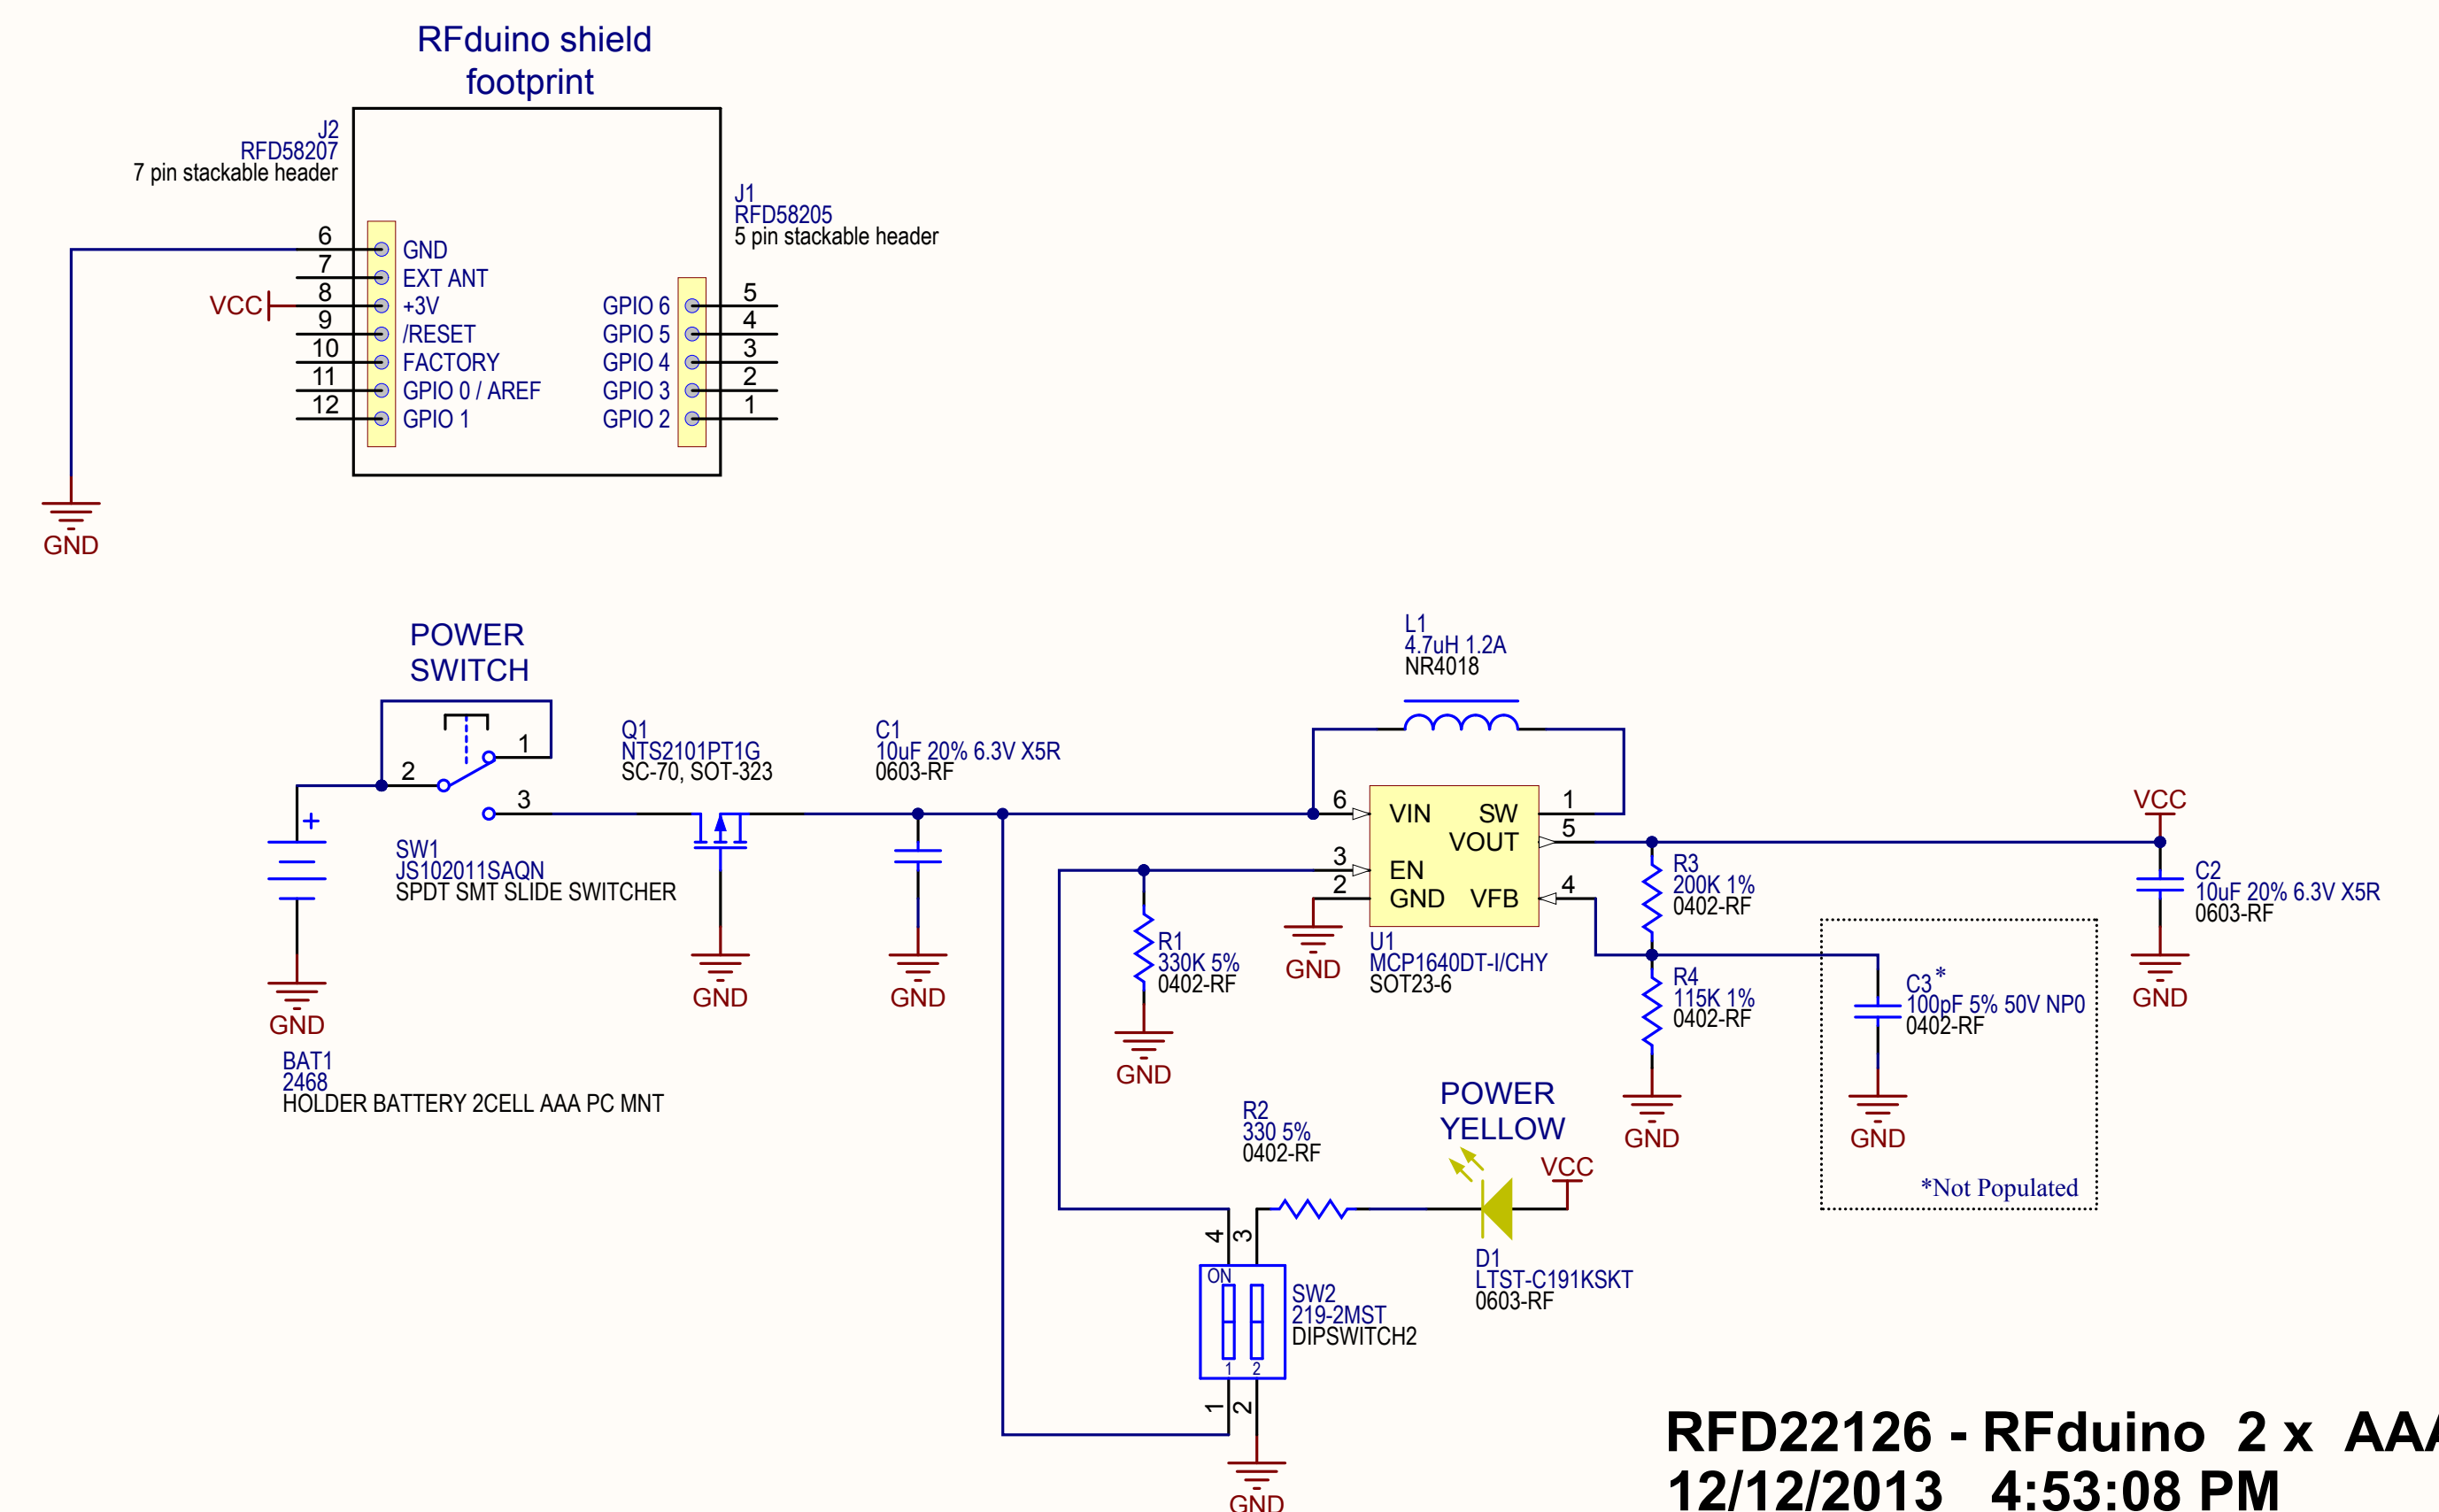 RFduino shield
footprint
J2
RFD58207
7 pin stackable header
J1
RFD58205
5 pin stackable header
6
GND
7
EXT ANT
VCC
8
+3V
9
/RESET
10
FACTORY
11
GPIO 0 / AREF
12
GPIO 1
GPIO 6
5
GPIO 5
4
GPIO 4
3
GPIO 3
2
GPIO 2
1
GND
POWER
SWITCH
1
2
3
+
SW1
JS102011SAQN
SPDT SMT SLIDE SWITCHER
GND
BAT1
2468
HOLDER BATTERY 2CELL AAA PC MNT
Q1
NTS2101PT1G
SC-70, SOT-323
GND
C1
10uF 20% 6.3V X5R
0603-RF
GND
L1
4.7uH 1.2A
NR4018
6
VIN
SW
1
VOUT
5
3
EN
2
GND
VFB
4
U1
MCP1640DT-I/CHY
SOT23-6
GND
R1
330K 5%
0402-RF
GND
R3
200K 1%
0402-RF
R4
115K 1%
0402-RF
GND
VCC
C2
10uF 20% 6.3V X5R
0603-RF
GND
C3*
100pF 5% 50V NP0
0402-RF
GND
*Not Populated
R2
330 5%
0402-RF
POWER
YELLOW
VCC
D1
LTST-C191KSKT
0603-RF
4
3
ON
1
2
SW2
219-2MST
DIPSWITCH2
1
2
GND
RFD22126 - RFduino 2 x AAA
12/12/2013 4:53:08 PM